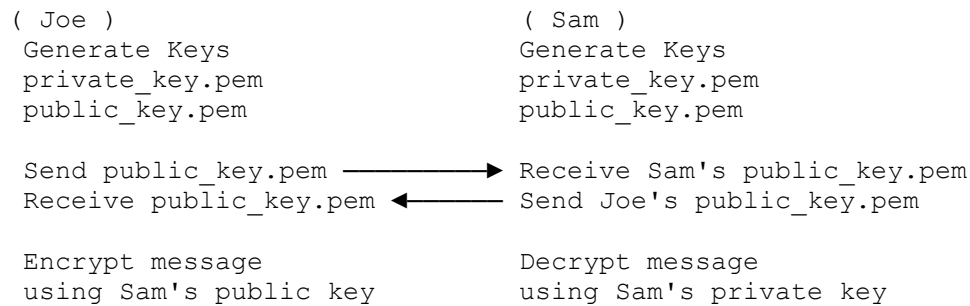 ( Joe ) ( Sam )
Generate Keys Generate Keys
private_key.pem private_key.pem
public_key.pem public_key.pem
Send public_key.pem ─────────► Receive Sam's public_key.pem
Receive public_key.pem ◄────── Send Joe's public_key.pem
Encrypt message Decrypt message
using Sam's public key using Sam's private key